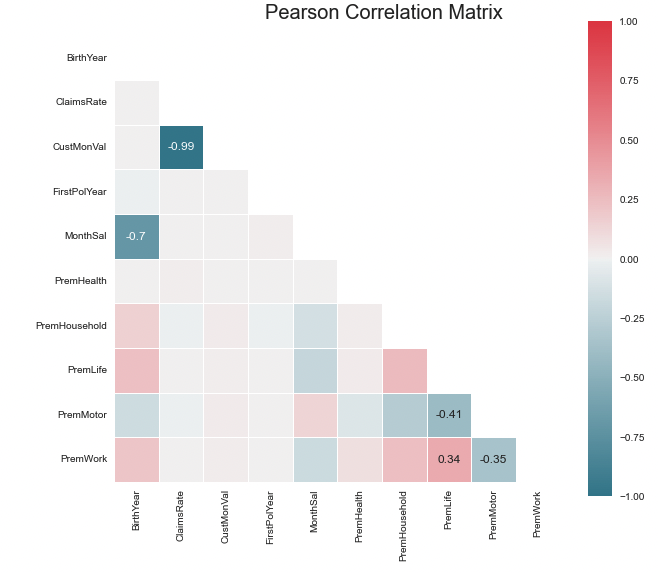 Pearson Correlation Matrix
BirthYear
ClaimsRate
CustMonVal
FirstPolYear
MonthSal
PremHealth
PremHousehold
PremLife
PremMotor
PremWork
-0.99
-0.7
-0.41
0.34 -0.35
BirthYear
ClaimsRate
CustMonVal
FirstPolYear
MonthSal
PremHealth
PremHousehold
PremLife
PremMotor
PremWork
1.00
0.75
0.50
0.25
0.00
−0.25
−0.50
−0.75
−1.00